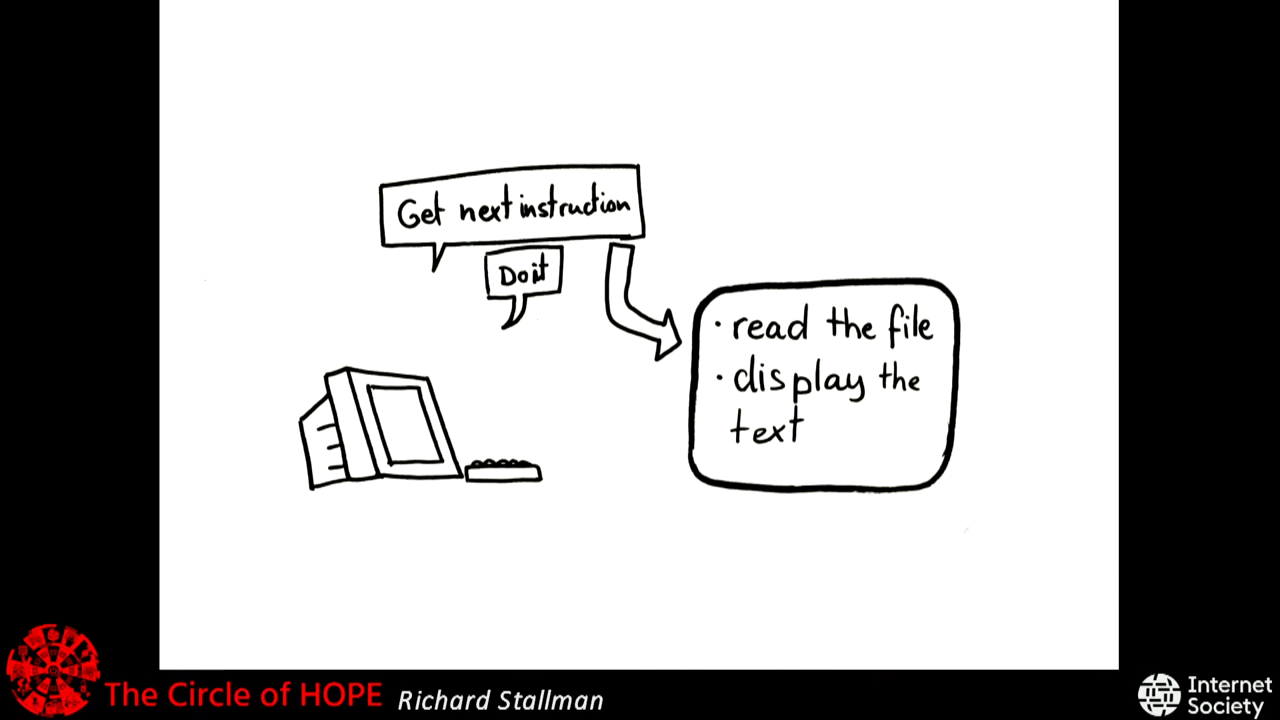 Get next instruction
Do it
· read the file
· display the
text
The Circle of HOPE Richard Stallman
Internet
Society